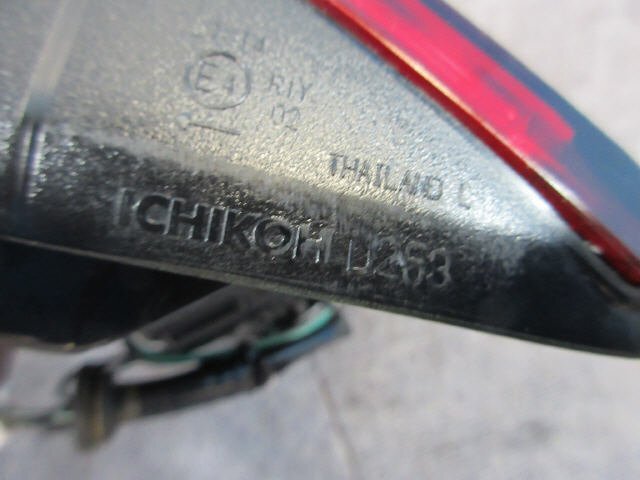 E4 R1Y
02
THAILAND L
ICHIKOH D263